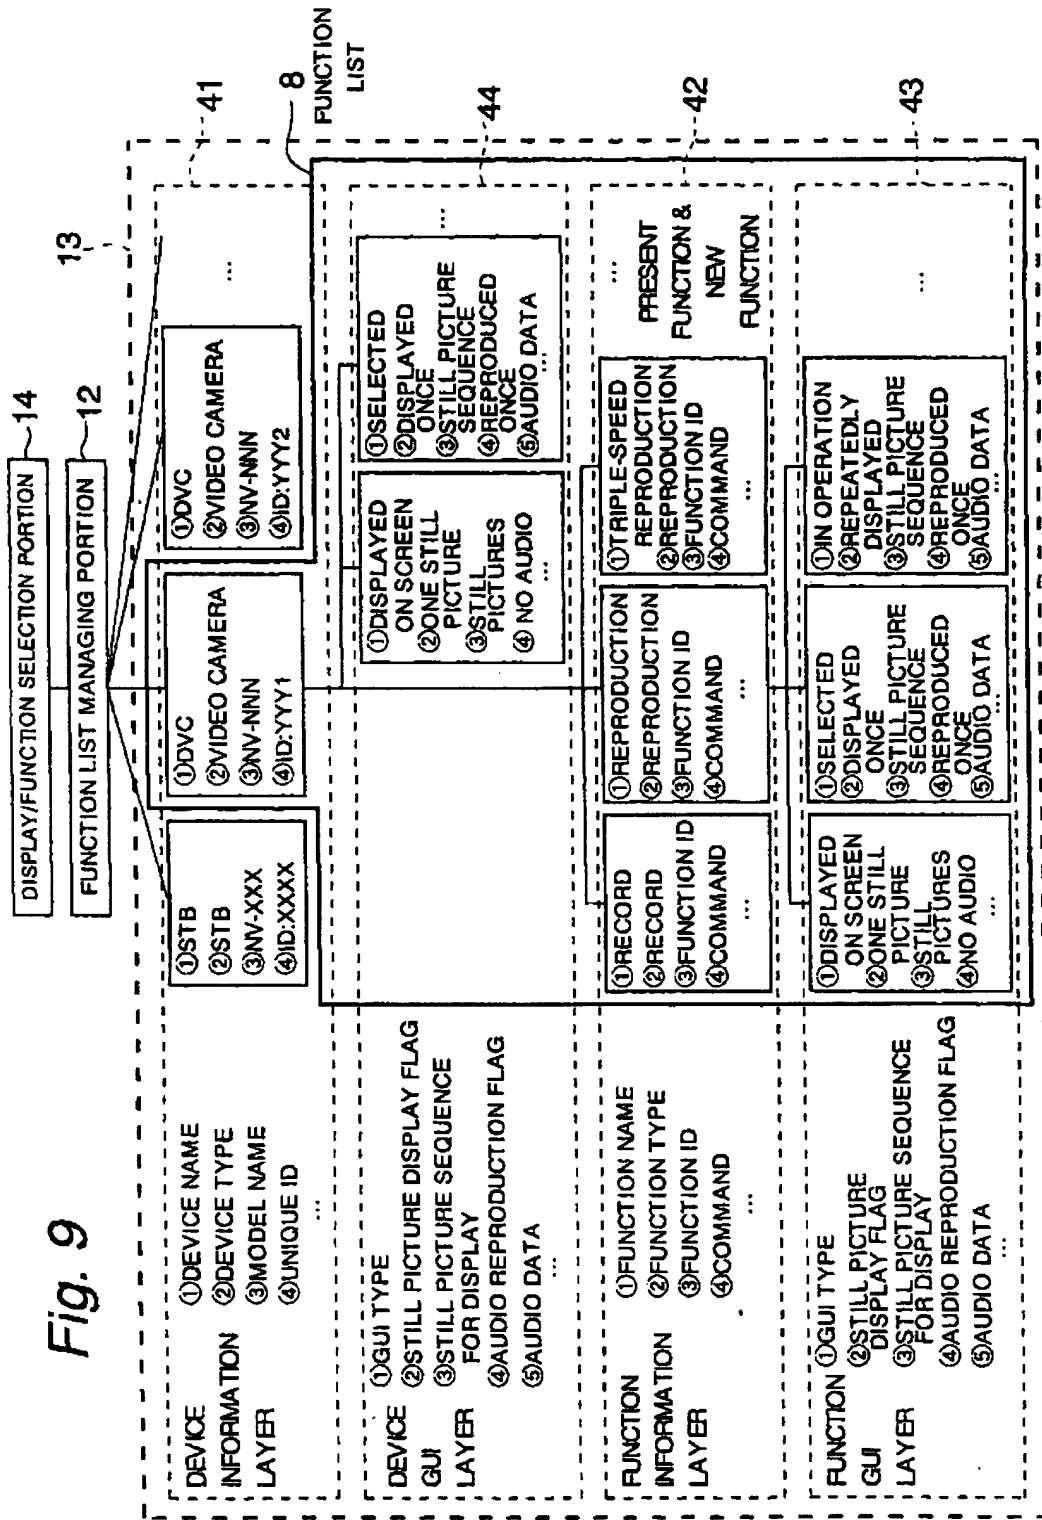 Fig. 9
DISPLAY/FUNCTION SELECTION PORTION
14
FUNCTION LIST MANAGING PORTION
12
13
41
8
FUNCTION
LIST
DEVICE
INFORMATION
LAYER
①DEVICE NAME
②DEVICE TYPE
③MODEL NAME
④UNIQUE ID
...
①STB
②STB
③NV-XXX
④ID:XXXX
①DVC
②VIDEO CAMERA
③NV-NNN
④ID:YYY1
①DVC
②VIDEO CAMERA
③NV-NNN
④ID:YYY2
...
44
DEVICE
GUI
LAYER
①GUI TYPE
②STILL PICTURE DISPLAY FLAG
③STILL PICTURE SEQUENCE
FOR DISPLAY
④AUDIO REPRODUCTION FLAG
⑤AUDIO DATA
...
①DISPLAYED
ON SCREEN
②ONE STILL
PICTURE
③STILL
PICTURES
④NO AUDIO
...
①SELECTED
②DISPLAYED
ONCE
③STILL PICTURE
SEQUENCE
④REPRODUCED
ONCE
⑤AUDIO DATA
...
...
42
FUNCTION
INFORMATION
LAYER
①FUNCTION NAME
②FUNCTION TYPE
③FUNCTION ID
④COMMAND
...
①RECORD
②RECORD
③FUNCTION ID
④COMMAND
...
①REPRODUCTION
②REPRODUCTION
③FUNCTION ID
④COMMAND
...
①TRIPLE-SPEED
REPRODUCTION
②REPRODUCTION
③FUNCTION ID
④COMMAND
...
...
PRESENT
FUNCTION &
NEW
FUNCTION
43
FUNCTION
GUI
LAYER
①GUI TYPE
②STILL PICTURE
DISPLAY FLAG
③STILL PICTURE SEQUENCE
FOR DISPLAY
④AUDIO REPRODUCTION FLAG
⑤AUDIO DATA
...
①DISPLAYED
ON SCREEN
②ONE STILL
PICTURE
③STILL
PICTURES
④NO AUDIO
...
①SELECTED
②DISPLAYED
ONCE
③STILL PICTURE
SEQUENCE
④REPRODUCED
ONCE
⑤AUDIO DATA
...
①IN OPERATION
②REPEATEDLY
DISPLAYED
③STILL PICTURE
SEQUENCE
④REPRODUCED
ONCE
⑤AUDIO DATA
...
...